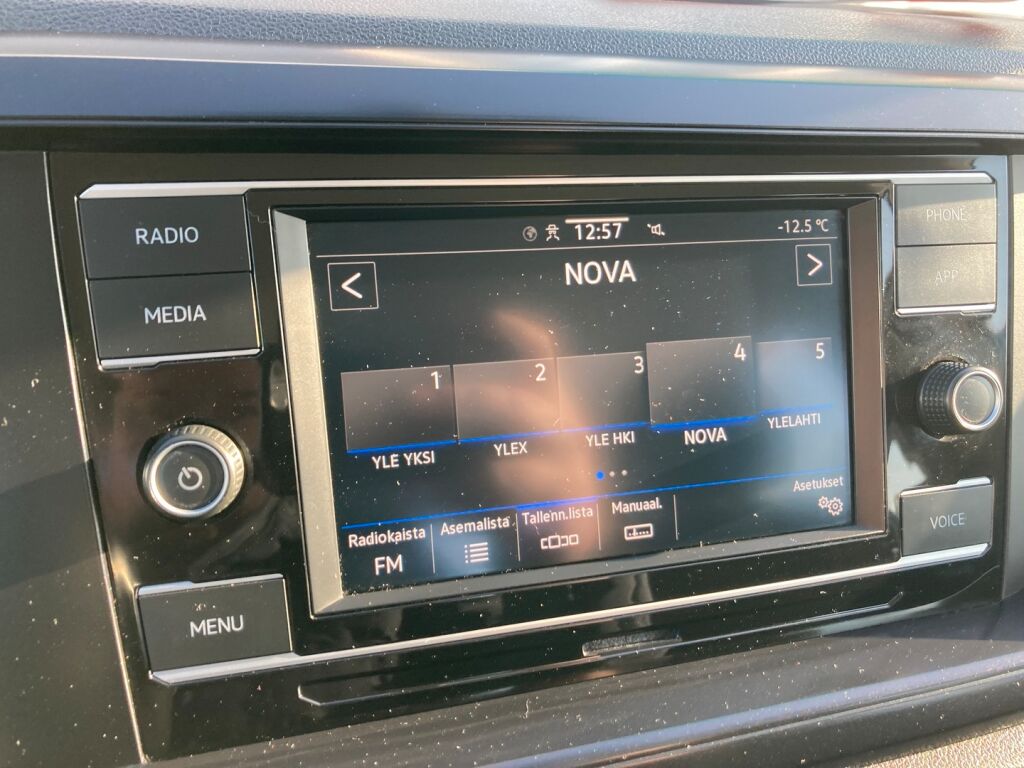 RADIO
MEDIA
MENU
12:57
-12.5 °C
<
NOVA
>
1
2
3
4
5
YLE YKSI
YLEX
YLE HKI
NOVA
YLELAHTI
Radiokaista
FM
Asemalista
Tallenn.lista
Manuaal.
Asetukset
PHONE
APP
VOICE